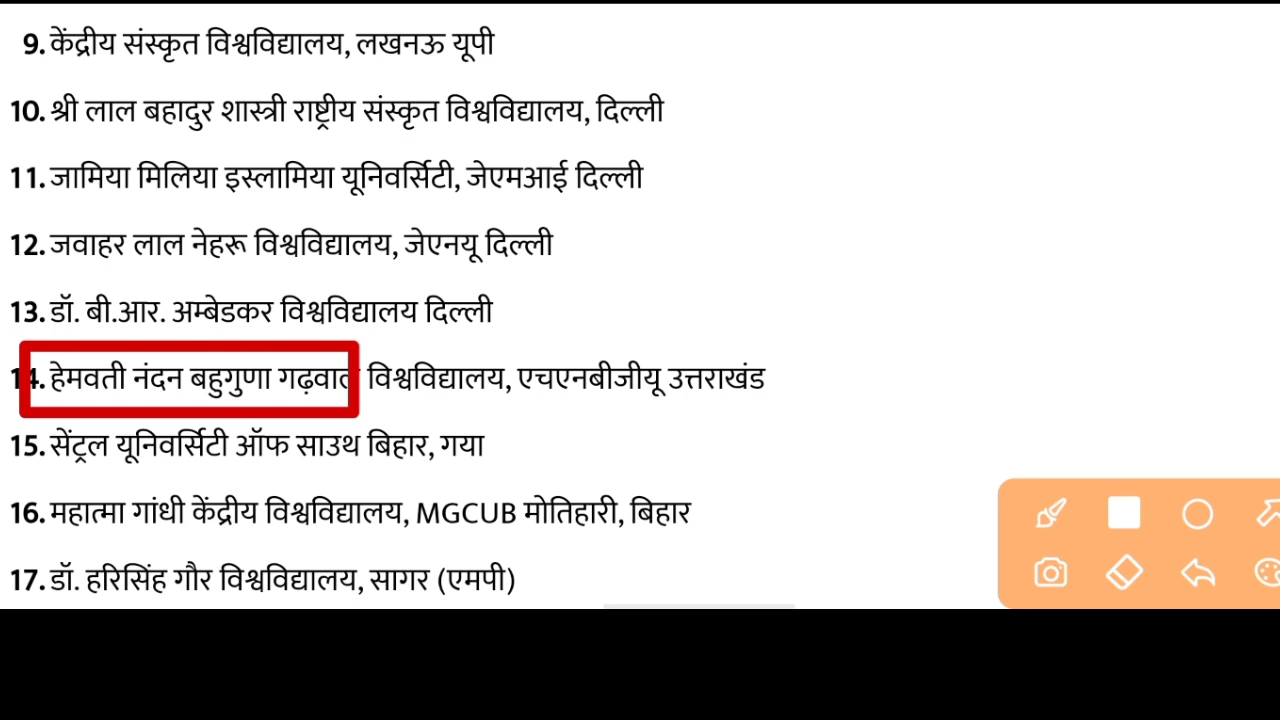 9. केंद्रीय संस्कृत विश्वविद्यालय, लखनऊ यूपी
10. श्री लाल बहादुर शास्त्री राष्ट्रीय संस्कृत विश्वविद्यालय, दिल्ली
11. जामिया मिलिया इस्लामिया यूनिवर्सिटी, जेएमआई दिल्ली
12. जवाहर लाल नेहरू विश्वविद्यालय, जेएनयू दिल्ली
13. डॉ. बी.आर. अम्बेडकर विश्वविद्यालय दिल्ली
14. हेमवती नंदन बहुगुणा गढ़वाल विश्वविद्यालय, एचएनबीजीयू उत्तराखंड
15. सेंट्रल यूनिवर्सिटी ऑफ साउथ बिहार, गया
16. महात्मा गांधी केंद्रीय विश्वविद्यालय, MGCUB मोतिहारी, बिहार
17. डॉ. हरिसिंह गौर विश्वविद्यालय, सागर (एमपी)